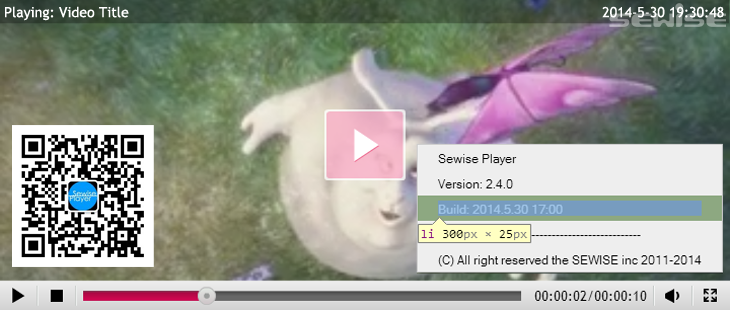 Playing: Video Title
2014-5-30 19:30:48
SEWISE
Sewise
Player
Sewise Player
Version: 2.4.0
Build: 2014.5.30 17:00
li 300px × 25px
----------------------
(C) All right reserved the SEWISE inc 2011-2014
00:00:02/00:00:10